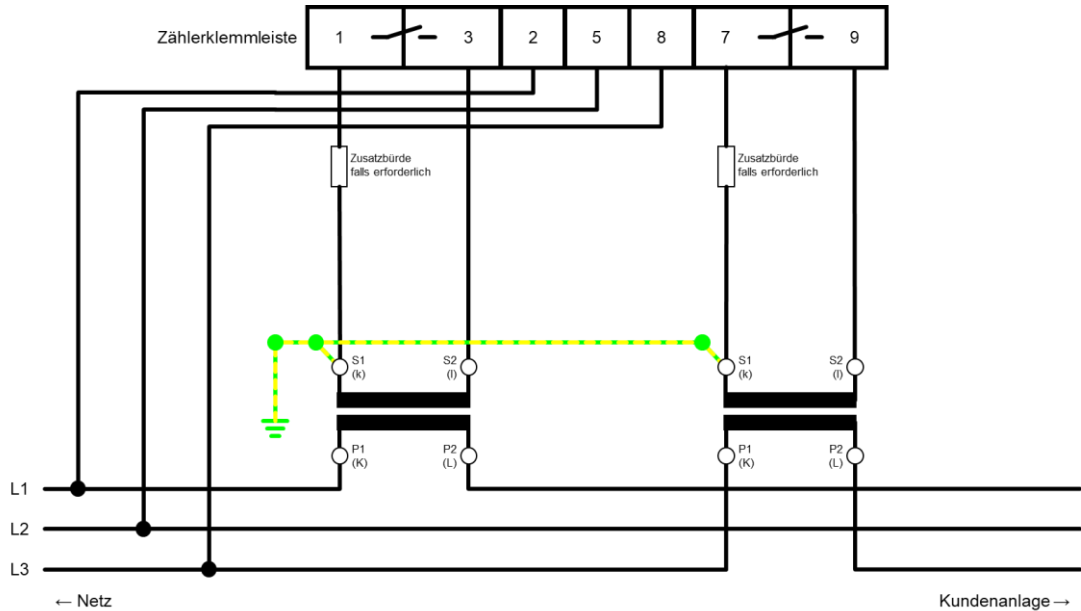 Zählerklemmleiste 1 3 2 5 8 7 9
Zusatzbürde
falls erforderlich
Zusatzbürde
falls erforderlich
S1
(k)
S2
(l)
S1
(k)
S2
(l)
P1
(K)
P2
(L)
P1
(K)
P2
(L)
L1
L2
L3
← Netz
Kundenanlage →